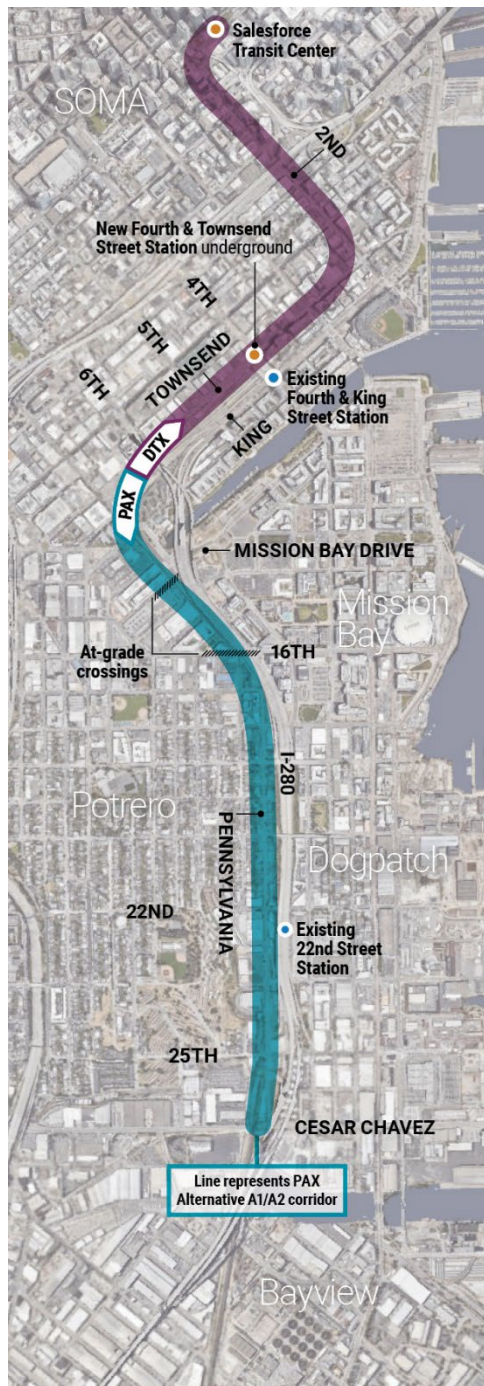 Salesforce
Transit Center
SOMA
2ND
New Fourth & Townsend
Street Station underground
4TH
5TH
6TH
TOWNSEND
Existing
Fourth & King
Street Station
KING
DTX
PAX
MISSION BAY DRIVE
Mission
Bay
At-grade
crossings
16TH
I-280
PENNSYLVANIA
Potrero
Dogpatch
22ND
Existing
22nd Street
Station
25TH
CESAR CHAVEZ
Line represents PAX
Alternative A1/A2 corridor
Bayview